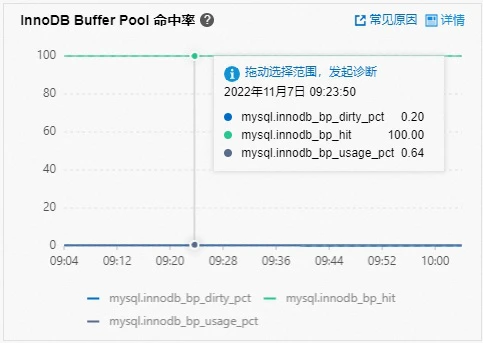 InnoDB Buffer Pool 命中率 ? 常见原因 详情
100
拖动选择范围，发起诊断
2022年11月7日 09:23:50
80
mysql.innodb_bp_dirty_pct 0.20
mysql.innodb_bp_hit 100.00
60
mysql.innodb_bp_usage_pct 0.64
40
20
0
09:04 09:12 09:20 09:28 09:36 09:44 09:52 10:00
mysql.innodb_bp_dirty_pct mysql.innodb_bp_hit
mysql.innodb_bp_usage_pct